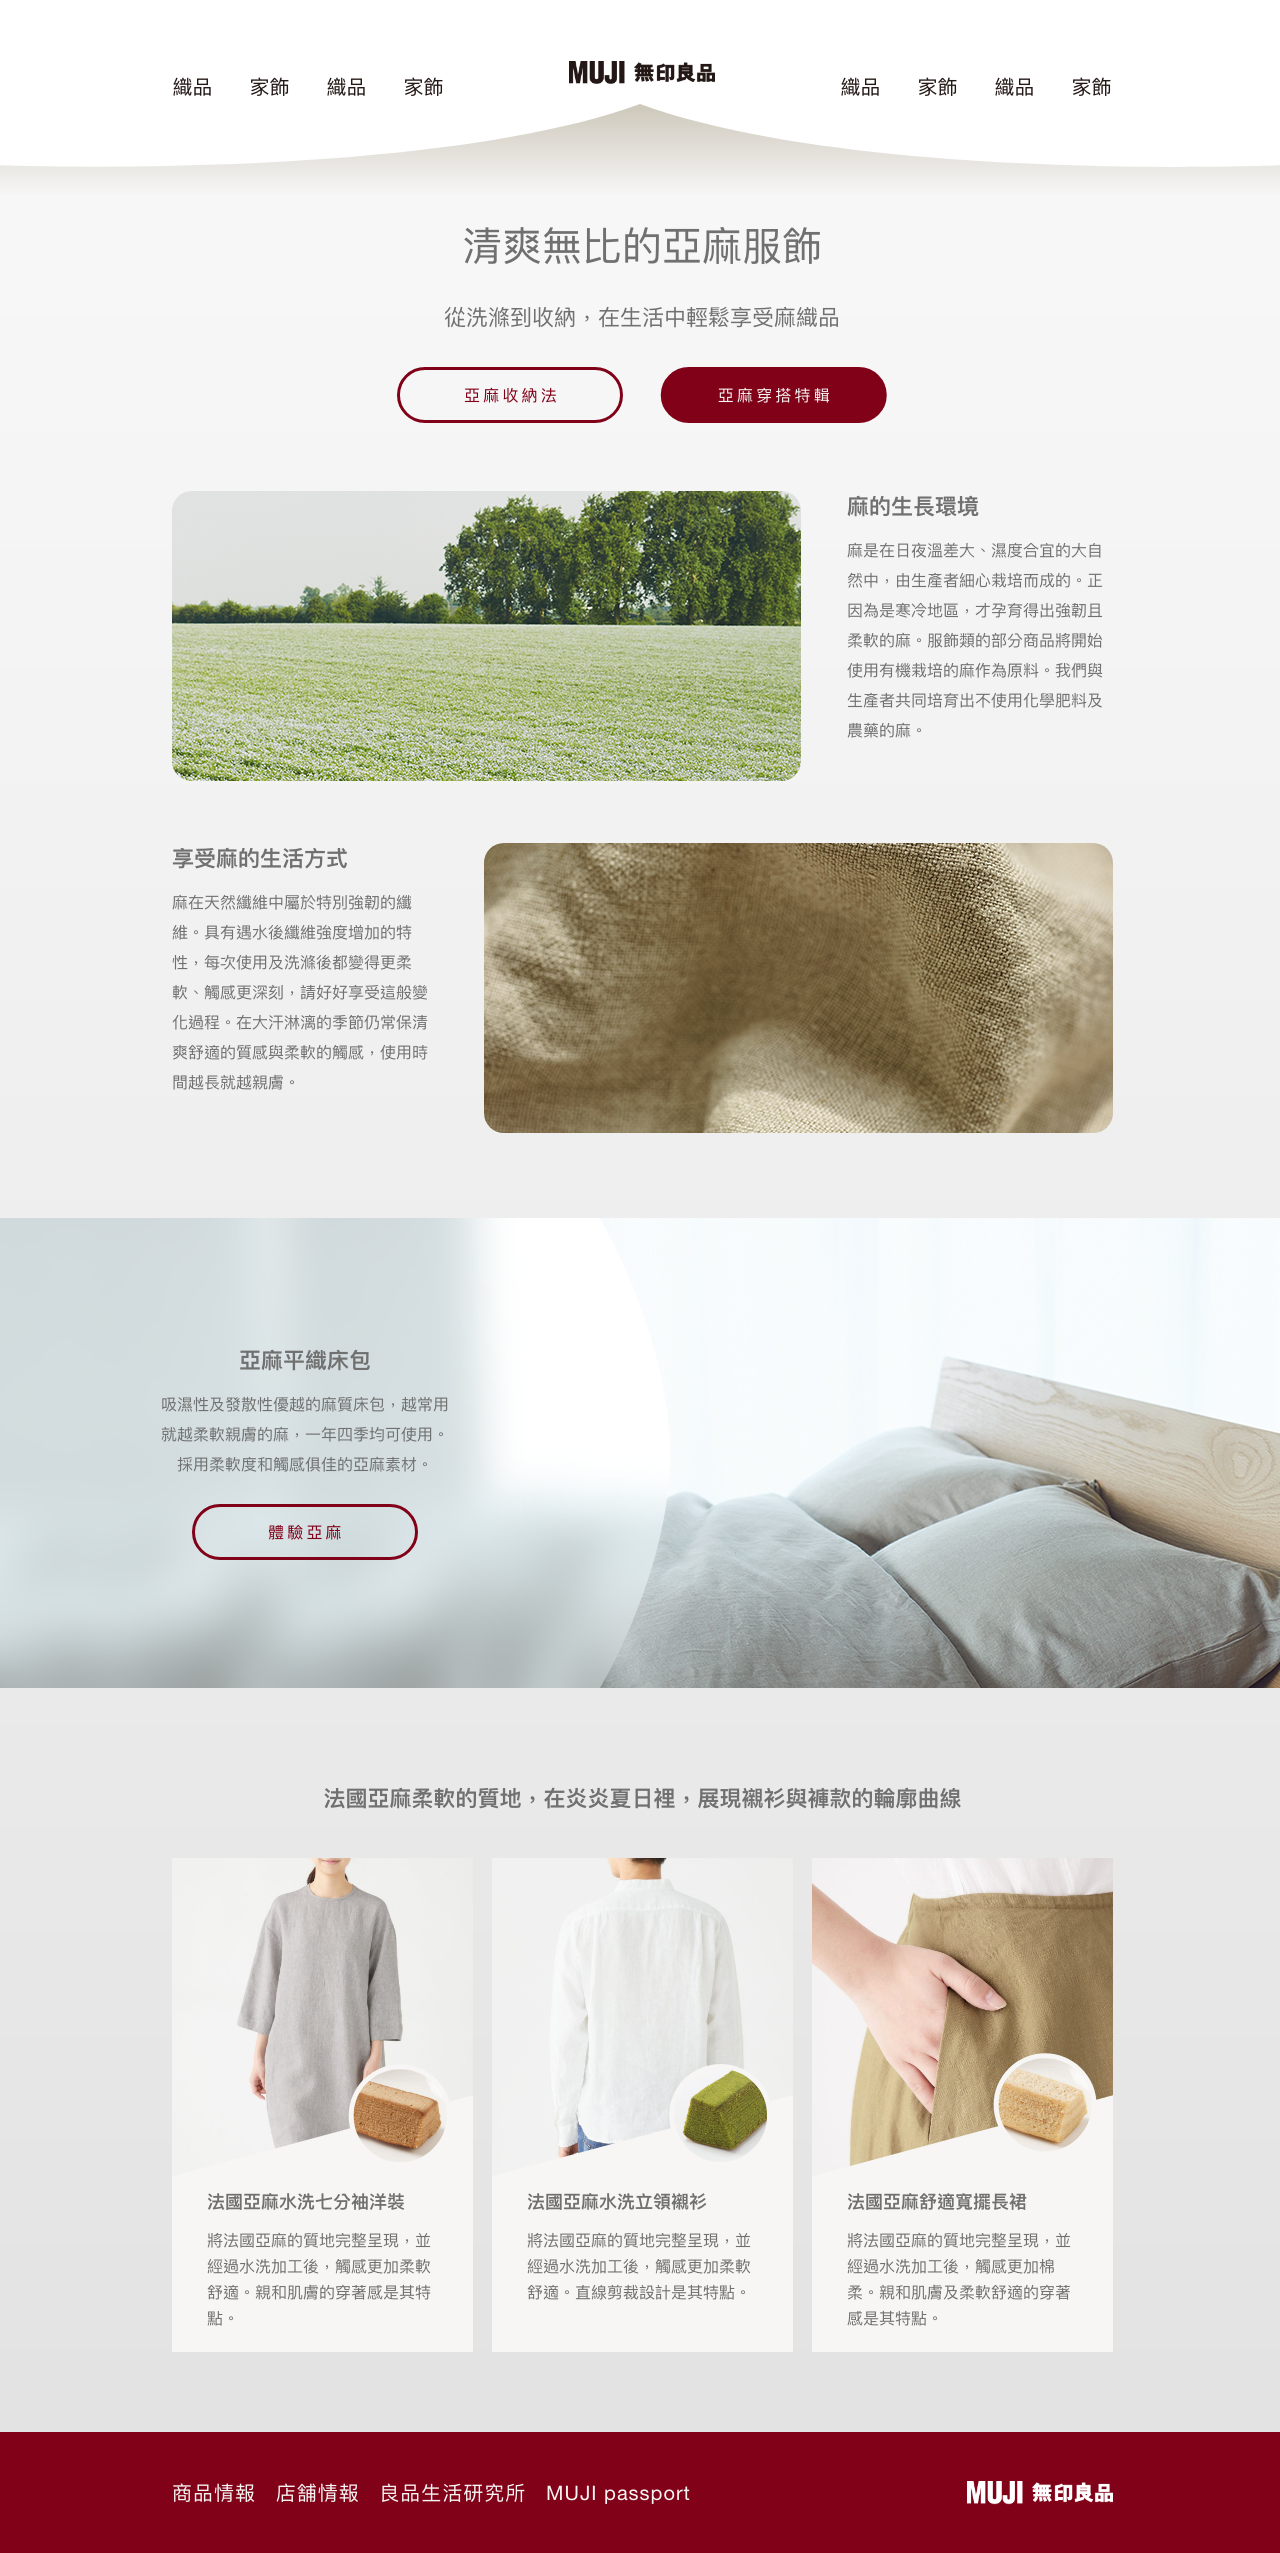 織品 家飾 織品 家飾 MUJI 無印良品 織品 家飾 織品 家飾
清爽無比的亞麻服飾
從洗滌到收納，在生活中輕鬆享受麻織品
亞麻收納法 亞麻穿搭特輯
麻的生長環境
麻是在日夜溫差大、濕度合宜的大自
然中，由生產者細心栽培而成的。正
因為是寒冷地區，才孕育得出強韌且
柔軟的麻。服飾類的部分商品將開始
使用有機栽培的麻作為原料。我們與
生產者共同培育出不使用化學肥料及
農藥的麻。
享受麻的生活方式
麻在天然纖維中屬於特別強韌的纖
維。具有遇水後纖維強度增加的特
性，每次使用及洗滌後都變得更柔
軟、觸感更深刻，請好好享受這般變
化過程。在大汗淋漓的季節仍常保清
爽舒適的質感與柔軟的觸感，使用時
間越長就越親膚。
亞麻平織床包
吸濕性及發散性優越的麻質床包，越常用
就越柔軟親膚的麻，一年四季均可使用。
採用柔軟度和觸感俱佳的亞麻素材。
體驗亞麻
法國亞麻柔軟的質地，在炎炎夏日裡，展現襯衫與褲款的輪廓曲線
法國亞麻水洗七分袖洋裝
將法國亞麻的質地完整呈現，並
經過水洗加工後，觸感更加柔軟
舒適。親和肌膚的穿著感是其特
點。
法國亞麻水洗立領襯衫
將法國亞麻的質地完整呈現，並
經過水洗加工後，觸感更加柔軟
舒適。直線剪裁設計是其特點。
法國亞麻舒適寬擺長裙
將法國亞麻的質地完整呈現，並
經過水洗加工後，觸感更加棉
柔。親和肌膚及柔軟舒適的穿著
感是其特點。
商品情報 店舖情報 良品生活研究所 MUJI passport MUJI 無印良品